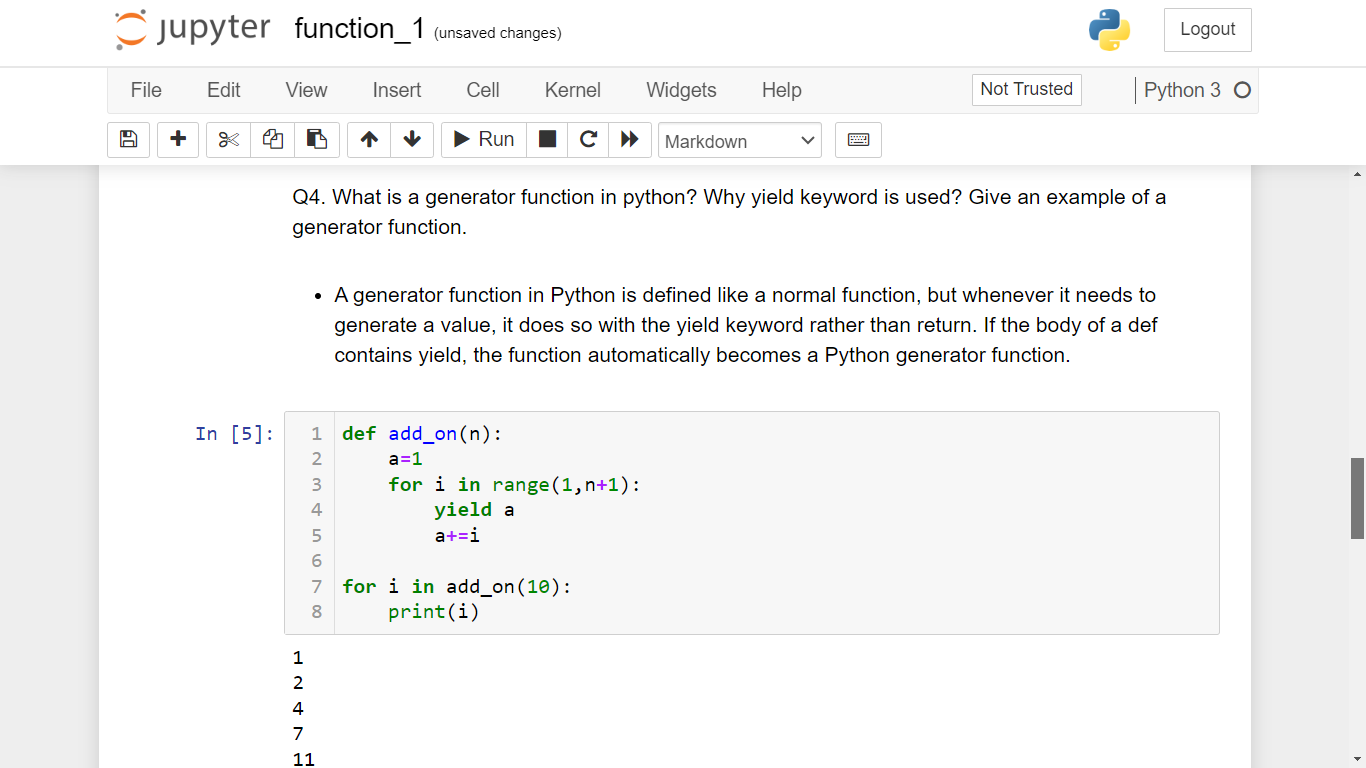 jupyter function_1 (unsaved changes) Logout
File Edit View Insert Cell Kernel Widgets Help Not Trusted Python 3
Run Markdown
Q4. What is a generator function in python? Why yield keyword is used? Give an example of a
generator function.
• A generator function in Python is defined like a normal function, but whenever it needs to
generate a value, it does so with the yield keyword rather than return. If the body of a def
contains yield, the function automatically becomes a Python generator function.
In [5]:
1 def add_on(n):
2     a=1
3     for i in range(1,n+1):
4         yield a
5         a+=i
6
7 for i in add_on(10):
8     print(i)
1
2
4
7
11